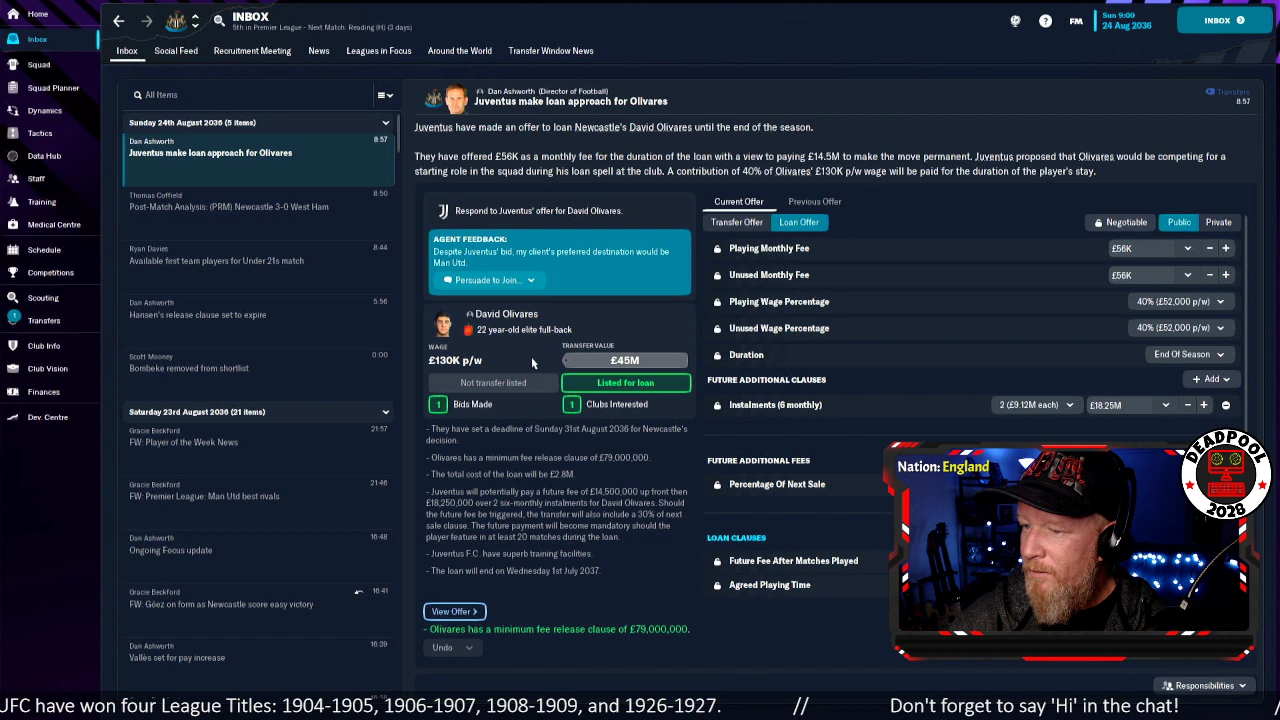 Home
INBOX
5th in Premier League - Next Match: Reading (H) (3 days)
FM
Sun 9:00
24 Aug 2036
INBOX
Inbox
Inbox
Social Feed
Recruitment Meeting
News
Leagues in Focus
Around the World
Transfer Window News
Squad
Squad Planner
Dynamics
Tactics
Data Hub
Staff
Training
Medical Centre
Schedule
Competitions
Scouting
1
Transfers
Club Info
Club Vision
Finances
Dev. Centre
All Items
Sunday 24th August 2036 (5 items)
Dan Ashworth 8:57
Juventus make loan approach for Olivares
Thomas Coffield 8:50
Post-Match Analysis: (PRM) Newcastle 3-0 West Ham
Ryan Davies 8:44
Available first team players for Under 21s match
Dan Ashworth 5:56
Hansen's release clause set to expire
Scott Mooney 0:00
Bombeke removed from shortlist
Saturday 23rd August 2036 (21 items)
Gracie Beckford 21:57
FW: Player of the Week News
Gracie Beckford 21:46
FW: Premier League: Man Utd best rivals
Dan Ashworth 16:48
Ongoing Focus update
Gracie Beckford 16:41
FW: Góez on form as Newcastle score easy victory
Dan Ashworth 16:39
Vallès set for pay increase
Dan Ashworth (Director of Football)
Juventus make loan approach for Olivares
Transfers
8:57
Juventus have made an offer to loan Newcastle's David Olivares until the end of the season.
They have offered £56K as a monthly fee for the duration of the loan with a view to paying £14.5M to make the move permanent. Juventus proposed that Olivares would be competing for a
starting role in the squad during his loan spell at the club. A contribution of 40% of Olivares' £130K p/w wage will be paid for the duration of the player's stay.
Respond to Juventus' offer for David Olivares.
AGENT FEEDBACK:
Despite Juventus' bid, my client's preferred destination would be
Man Utd.
Persuade to Join...
David Olivares
22 year-old elite full-back
WAGE
£130K p/w
TRANSFER VALUE
£45M
Not transfer listed
Listed for loan
1 Bids Made
1 Clubs Interested
- They have set a deadline of Sunday 31st August 2036 for Newcastle's
decision.
- Olivares has a minimum fee release clause of £79,000,000.
- The total cost of the loan will be £2.8M.
- Juventus will potentially pay a future fee of £14,500,000 up front then
£18,250,000 over 2 six-monthly instalments for David Olivares. Should
the future fee be triggered, the transfer will also include a 30% of next
sale clause. The future payment will become mandatory should the
player feature in at least 20 matches during the loan.
- Juventus F.C. have superb training facilities.
- The loan will end on Wednesday 1st July 2037.
View Offer >
- Olivares has a minimum fee release clause of £79,000,000.
Undo
Current Offer
Previous Offer
Transfer Offer
Loan Offer
Negotiable
Public
Private
Playing Monthly Fee £56K
Unused Monthly Fee £56K
Playing Wage Percentage 40% (£52,000 p/w)
Unused Wage Percentage 40% (£52,000 p/w)
Duration End Of Season
FUTURE ADDITIONAL CLAUSES
+ Add
Instalments (6 monthly) 2 (£9.12M each) £18.25M
FUTURE ADDITIONAL FEES
Percentage Of Next Sale
LOAN CLAUSES
Future Fee After Matches Played
Agreed Playing Time
Nation: England
DEADPOOL
2028
Responsibilities
UFC have won four League Titles: 1904-1905, 1906-1907, 1908-1909, and 1926-1927. // Don't forget to say 'Hi' in the chat!